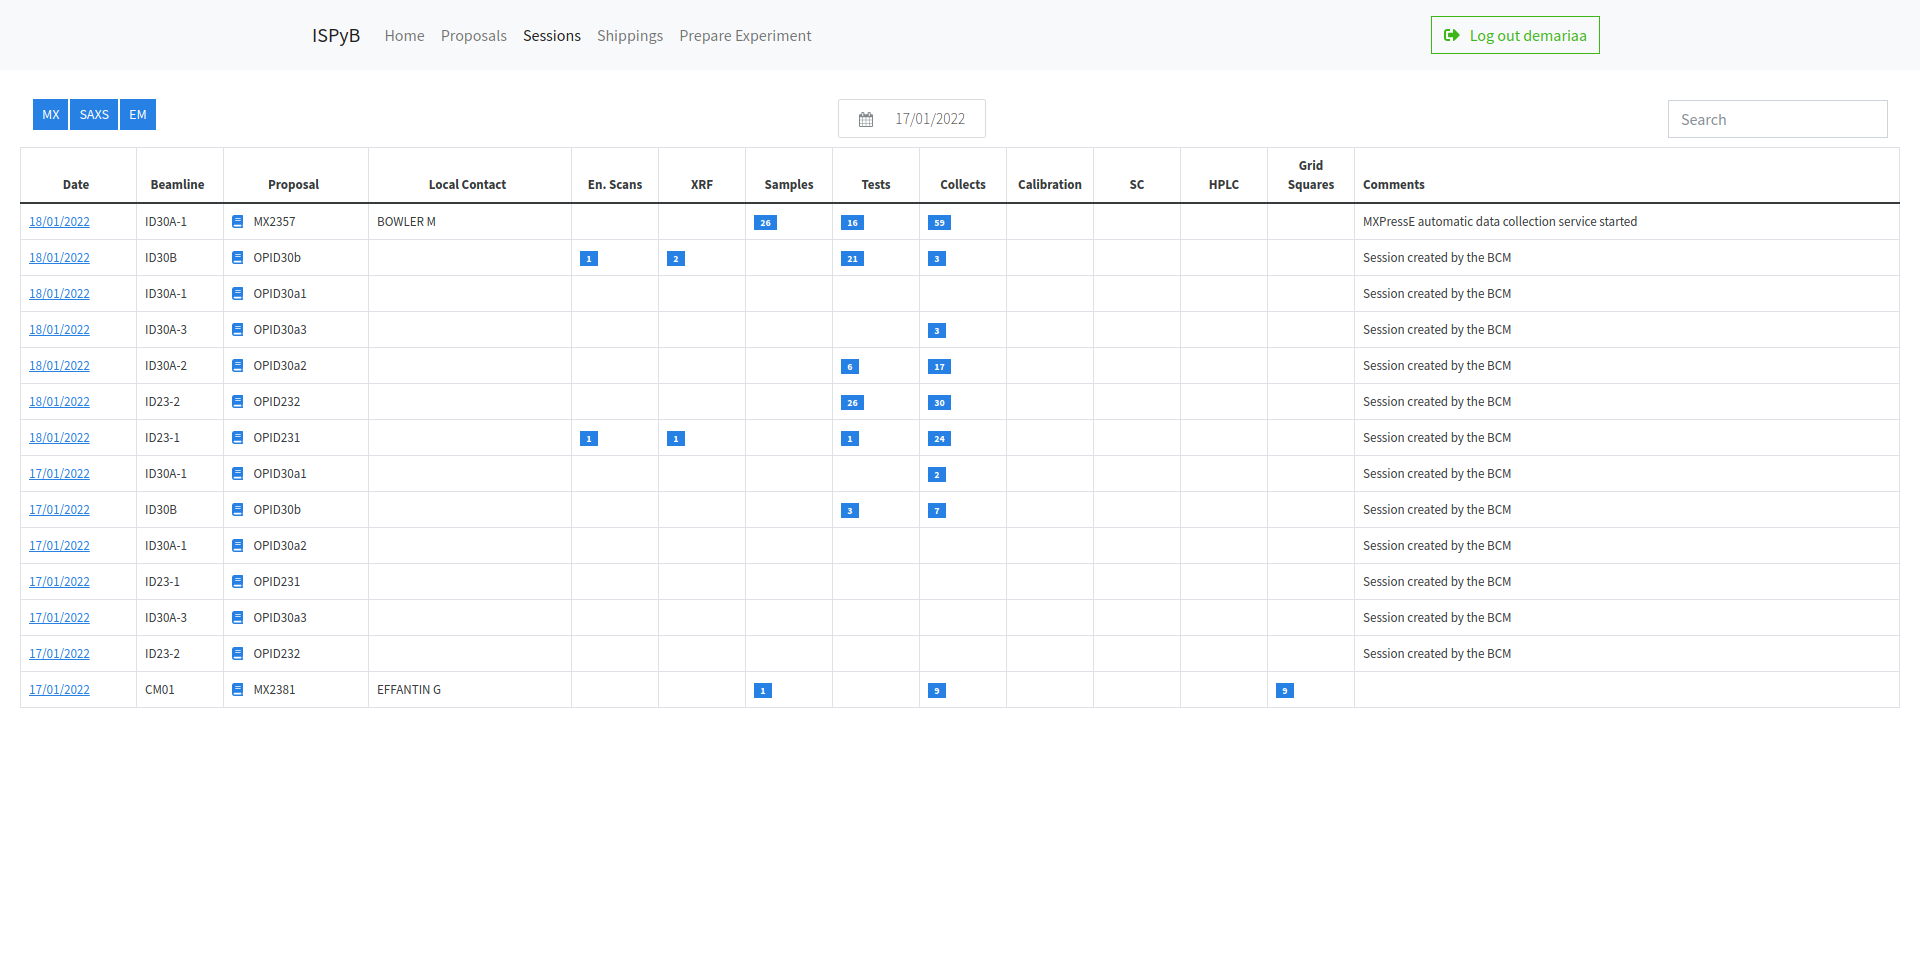 ISPyB Home Proposals Sessions Shippings Prepare Experiment Log out demariaa
MX SAXS EM 17/01/2022 Search
Date Beamline Proposal Local Contact En. Scans XRF Samples Tests Collects Calibration SC HPLC Grid Squares Comments
18/01/2022 ID30A-1 MX2357 BOWLER M 26 16 59 MXPressE automatic data collection service started
18/01/2022 ID30B OPID30b 1 2 21 3 Session created by the BCM
18/01/2022 ID30A-1 OPID30a1 Session created by the BCM
18/01/2022 ID30A-3 OPID30a3 3 Session created by the BCM
18/01/2022 ID30A-2 OPID30a2 6 17 Session created by the BCM
18/01/2022 ID23-2 OPID232 26 30 Session created by the BCM
18/01/2022 ID23-1 OPID231 1 1 1 24 Session created by the BCM
17/01/2022 ID30A-1 OPID30a1 2 Session created by the BCM
17/01/2022 ID30B OPID30b 3 7 Session created by the BCM
17/01/2022 ID30A-1 OPID30a2 Session created by the BCM
17/01/2022 ID23-1 OPID231 Session created by the BCM
17/01/2022 ID30A-3 OPID30a3 Session created by the BCM
17/01/2022 ID23-2 OPID232 Session created by the BCM
17/01/2022 CM01 MX2381 EFFANTIN G 1 9 9